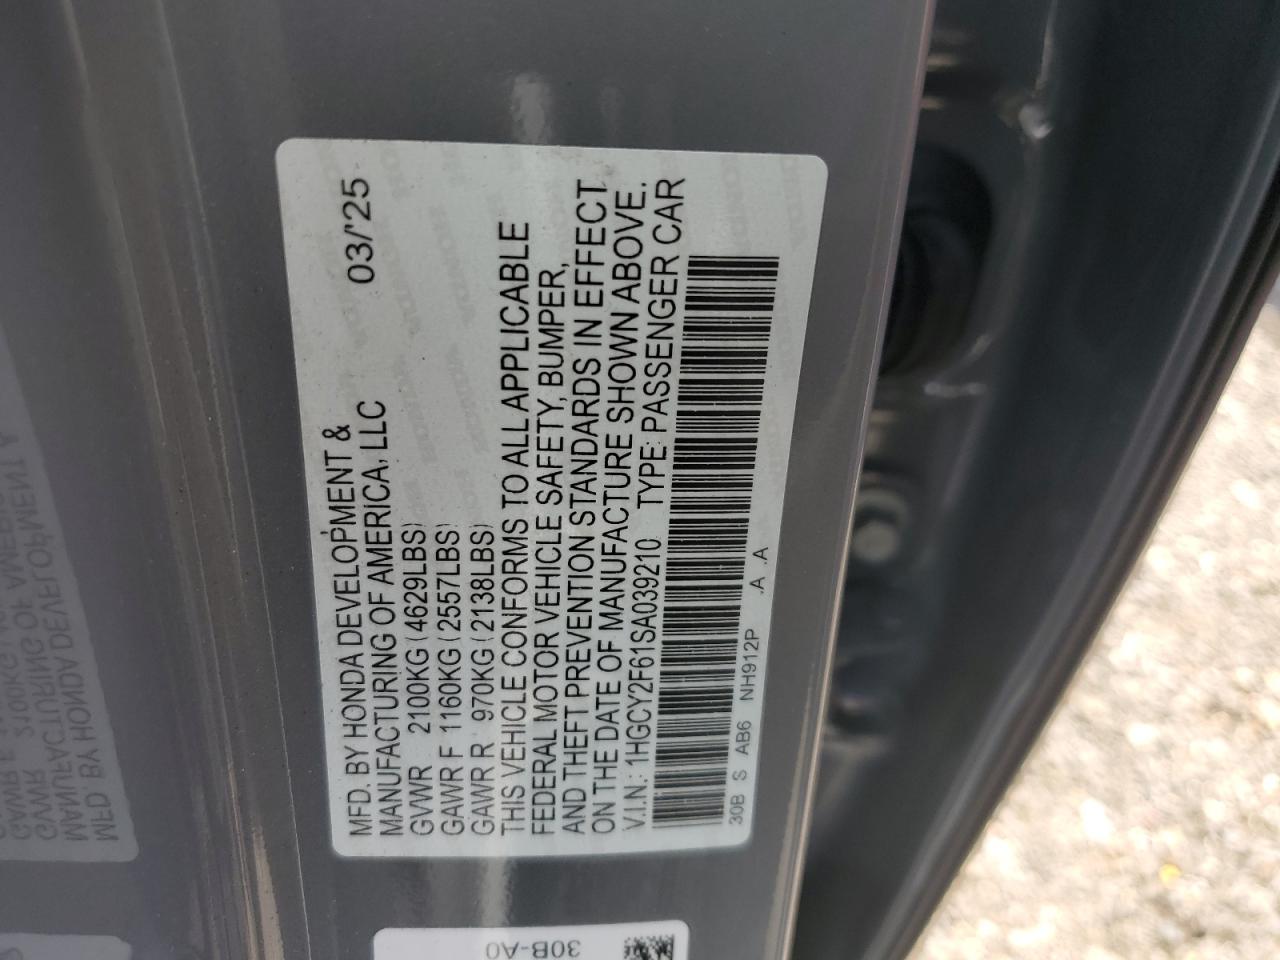 MFD. BY HONDA DEVELOPMENT & 03/'25
MANUFACTURING OF AMERICA, LLC
GVWR 2100KG (4629LBS)
GAWR F 1160KG (2557LBS)
GAWR R 970KG (2138LBS)
THIS VEHICLE CONFORMS TO ALL APPLICABLE
FEDERAL MOTOR VEHICLE SAFETY, BUMPER,
AND THEFT PREVENTION STANDARDS IN EFFECT
ON THE DATE OF MANUFACTURE SHOWN ABOVE.
V.I.N.: 1HGCY2F61SA039210 TYPE: PASSENGER CAR
30B S AB6 NH912P .A .A
30B-A0